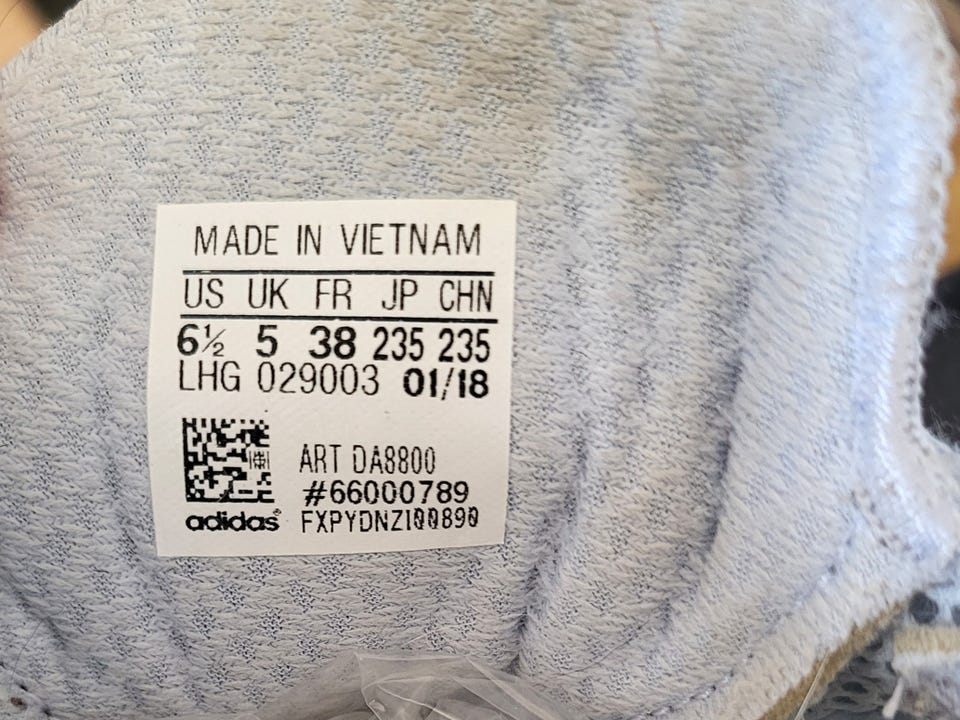 MADE IN VIETNAM
US UK FR JP CHN
6½ 5 38 235 235
LHG 029003 01/18
ART DA8800
#66000789
adidas FXPYDNZI00890